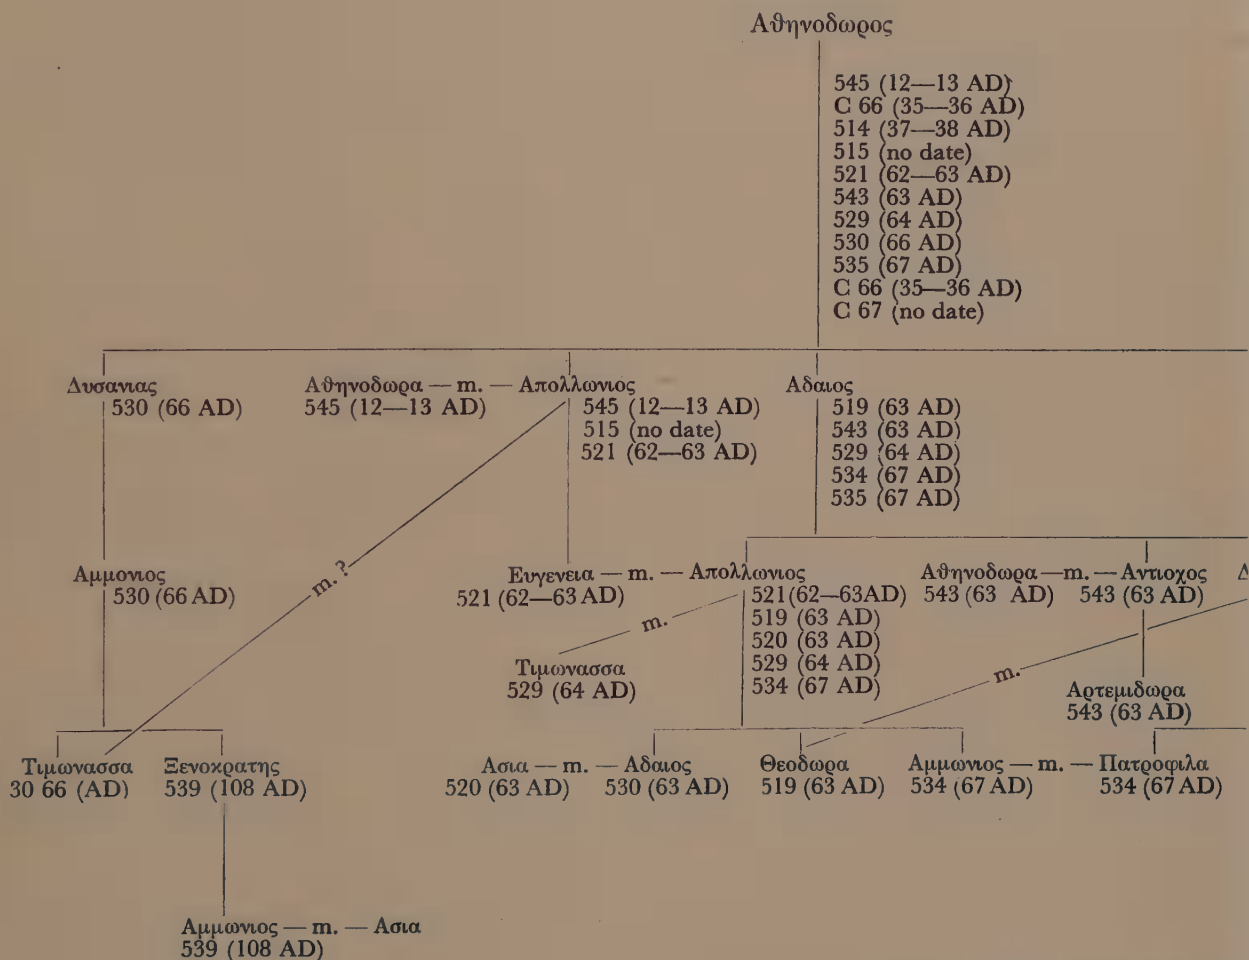 Αϑηνοδωρος
545 (12—13 AD)
C 66 (35—36 AD)
514 (37—38 AD)
515 (no date)
521 (62—63 AD)
543 (63 AD)
529 (64 AD)
530 (66 AD)
535 (67 AD)
C 66 (35—36 AD)
C 67 (no date)
Δυσανιας Αϑηνοδωρα — m. — Απολλωνιος Αδαιος
530 (66 AD) 545 (12—13 AD) 545 (12—13 AD) 519 (63 AD)
515 (no date) 543 (63 AD)
521 (62—63 AD) 529 (64 AD)
534 (67 AD)
535 (67 AD)
m. ?
Αμμονιος Ευγενεια — m. — Απολλωνιος Αϑηνοδωρα —m. — Αντιοχος Δ
530 (66 AD) 521 (62—63 AD) 521(62—63AD) 543 (63 AD) 543 (63 AD)
519 (63 AD)
m. 520 (63 AD)
Τιμωνασσα 529 (64 AD) m.
529 (64 AD) 534 (67 AD) Αρτεμιδωρα
543 (63 AD)
Τιμωνασσα Ξενοκρατης Ασια — m. — Αδαιος Θεοδωρα Αμμωνιος — m. — Πατροφιλα
30 66 (AD) 539 (108 AD) 520 (63 AD) 530 (63 AD) 519 (63 AD) 534 (67 AD) 534 (67 AD)
Αμμωνιος — m. — Ασια
539 (108 AD)